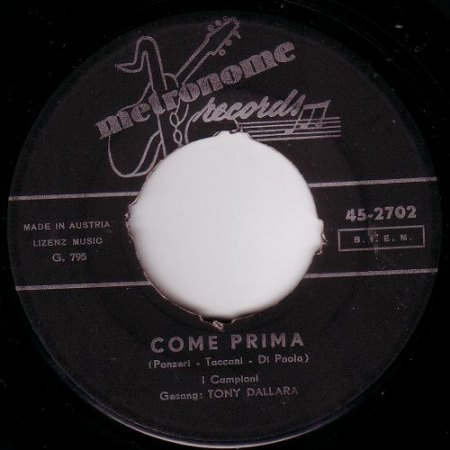 metronome
records
MADE IN AUSTRIA
LIZENZ MUSIC
G. 795
45-2702
B. I. E. M.
COME PRIMA
(Panzeri - Taccani - Di Paola)
I Campioni
Gesang: TONY DALLARA